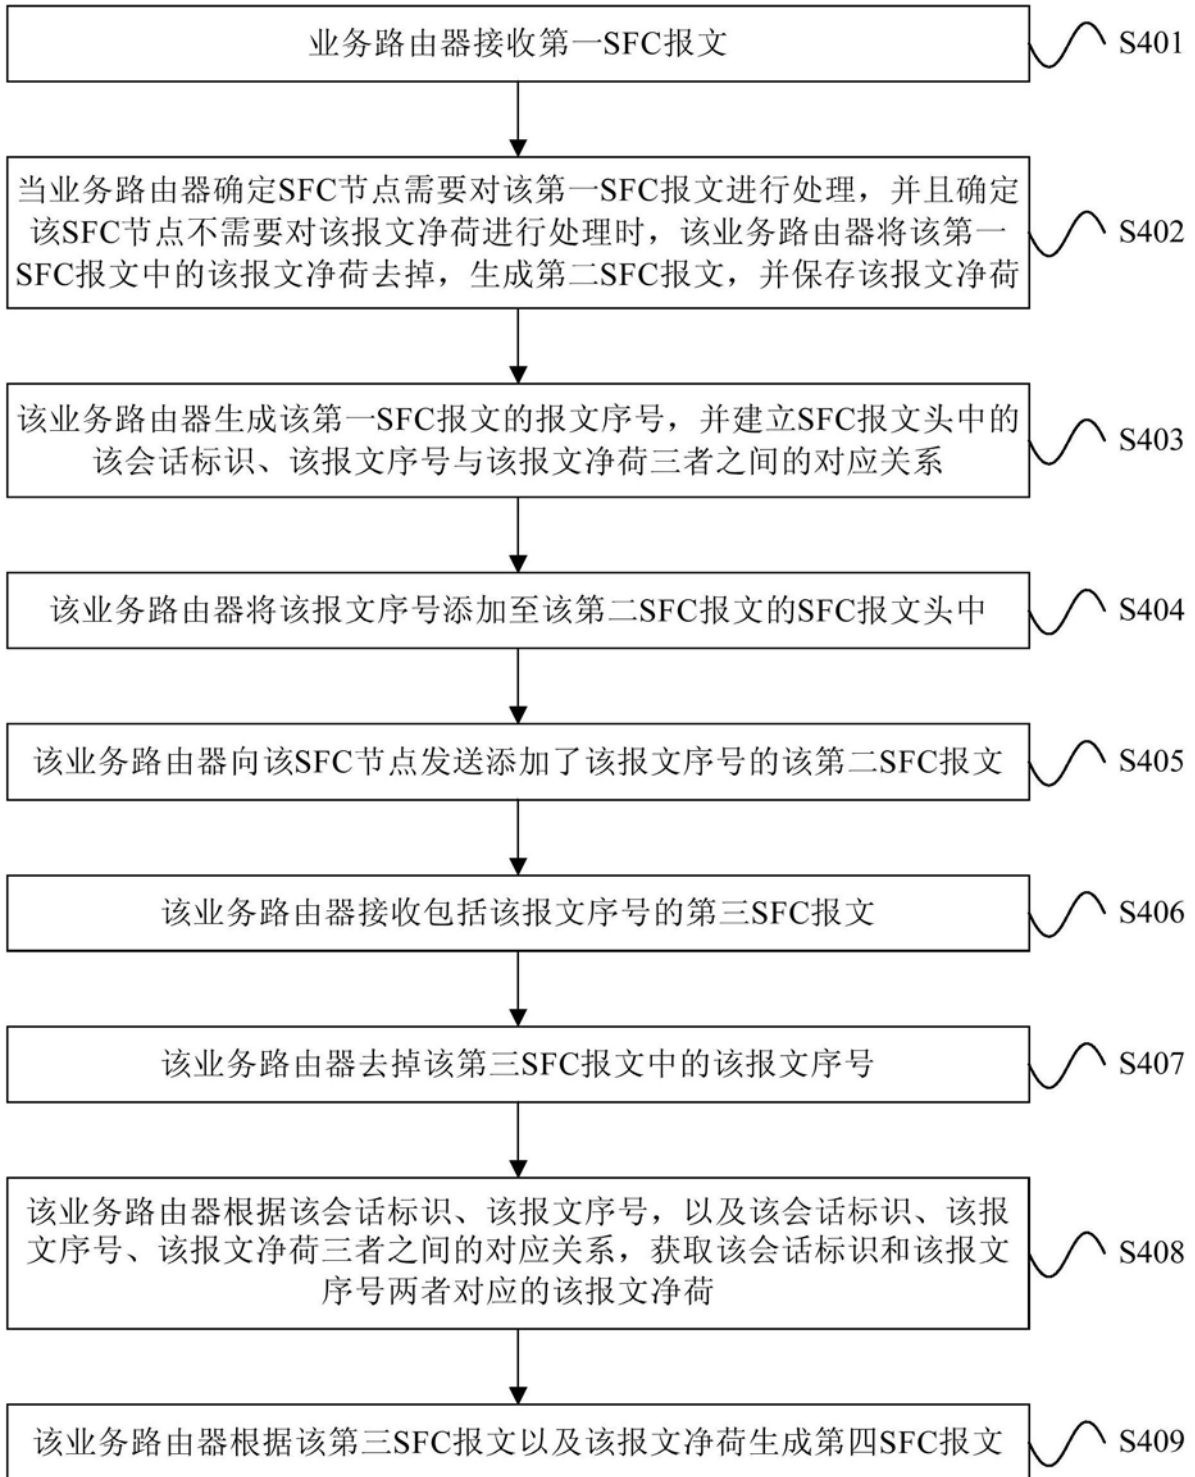 业务路由器接收第一SFC报文
S401
当业务路由器确定SFC节点需要对该第一SFC报文进行处理，并且确定
该SFC节点不需要对该报文净荷进行处理时，该业务路由器将该第一
SFC报文中的该报文净荷去掉，生成第二SFC报文，并保存该报文净荷
S402
该业务路由器生成该第一SFC报文的报文序号，并建立SFC报文头中的
该会话标识、该报文序号与该报文净荷三者之间的对应关系
S403
该业务路由器将该报文序号添加至该第二SFC报文的SFC报文头中
S404
该业务路由器向该SFC节点发送添加了该报文序号的该第二SFC报文
S405
该业务路由器接收包括该报文序号的第三SFC报文
S406
该业务路由器去掉该第三SFC报文中的该报文序号
S407
该业务路由器根据该会话标识、该报文序号，以及该会话标识、该报
文序号、该报文净荷三者之间的对应关系，获取该会话标识和该报文
序号两者对应的该报文净荷
S408
该业务路由器根据该第三SFC报文以及该报文净荷生成第四SFC报文
S409